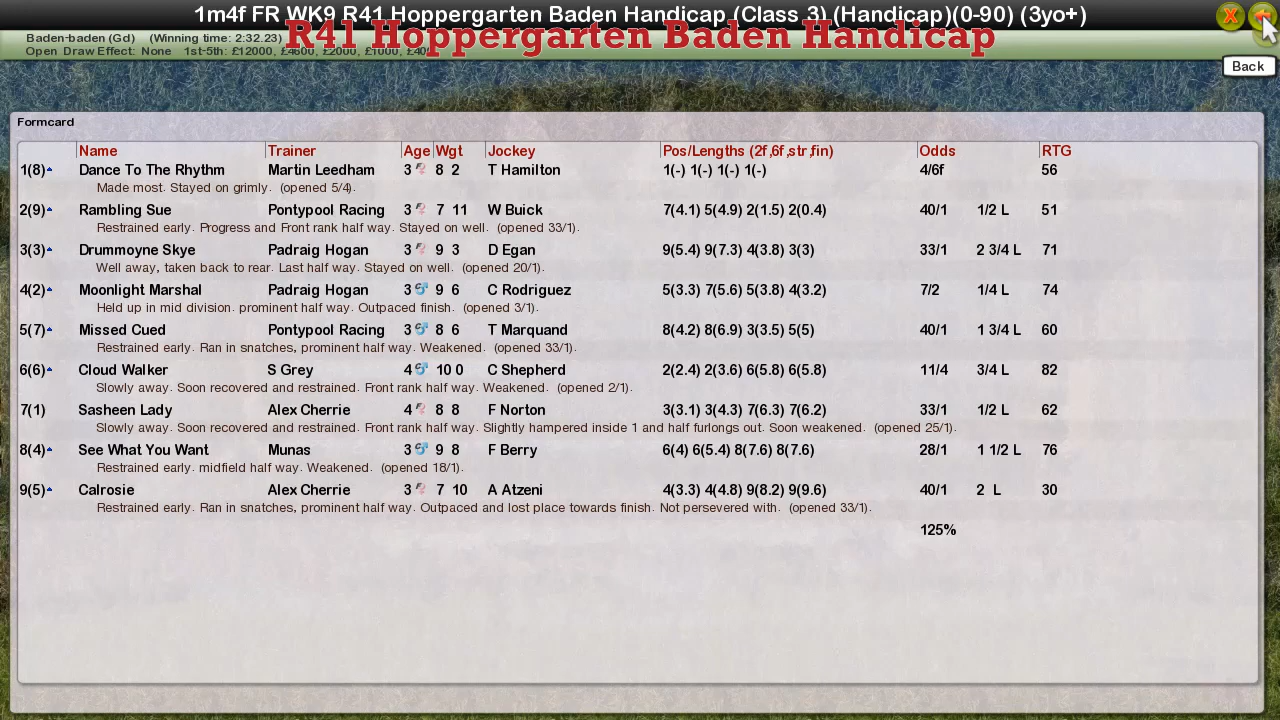 1m4f FR WK9 R41 Hoppergarten Baden Handicap (Class 3) (Handicap)(0-90) (3yo+)
R41 Hoppergarten Baden Handicap
Baden-baden (Gd) (Winning time: 2:32.23)
Open Draw Effect: None 1st-5th: £12000, £4600, £2000, £1000,
X
Back
Formcard
Name Trainer Age Wgt Jockey Pos/Lengths (2f,6f,str,fin) Odds RTG
1(8) Dance To The Rhythm Martin Leedham 3 8 2 T Hamilton 1(-) 1(-) 1(-) 1(-) 4/6f 56
Made most. Stayed on grimly. (opened 5/4).
2(9) Rambling Sue Pontypool Racing 3 7 11 W Buick 7(4.1) 5(4.9) 2(1.5) 2(0.4) 40/1 1/2 L 51
Restrained early. Progress and Front rank half way. Stayed on well. (opened 33/1).
3(3) Drummoyne Skye Padraig Hogan 3 9 3 D Egan 9(5.4) 9(7.3) 4(3.8) 3(3) 33/1 2 3/4 L 71
Well away, taken back to rear. Last half way. Stayed on well. (opened 20/1).
4(2) Moonlight Marshal Padraig Hogan 3 9 6 C Rodriguez 5(3.3) 7(5.6) 5(3.8) 4(3.2) 7/2 1/4 L 74
Held up in mid division. prominent half way. Outpaced finish. (opened 3/1).
5(7) Missed Cued Pontypool Racing 3 8 6 T Marquand 8(4.2) 8(6.9) 3(3.5) 5(5) 40/1 1 3/4 L 60
Restrained early. Ran in snatches, prominent half way. Weakened. (opened 33/1).
6(6) Cloud Walker S Grey 4 10 0 C Shepherd 2(2.4) 2(3.6) 6(5.8) 6(5.8) 11/4 3/4 L 82
Slowly away. Soon recovered and restrained. Front rank half way. Weakened. (opened 2/1).
7(1) Sasheen Lady Alex Cherrie 4 8 8 F Norton 3(3.1) 3(4.3) 7(6.3) 7(6.2) 33/1 1/2 L 62
Slowly away. Soon recovered and restrained. Front rank half way. Slightly hampered inside 1 and half furlongs out. Soon weakened. (opened 25/1).
8(4) See What You Want Munas 3 9 8 F Berry 6(4) 6(5.4) 8(7.6) 8(7.6) 28/1 1 1/2 L 76
Restrained early. midfield half way. Weakened. (opened 18/1).
9(5) Calrosie Alex Cherrie 3 7 10 A Atzeni 4(3.3) 4(4.8) 9(8.2) 9(9.6) 40/1 2 L 30
Restrained early. Ran in snatches, prominent half way. Outpaced and lost place towards finish. Not persevered with. (opened 33/1).
125%